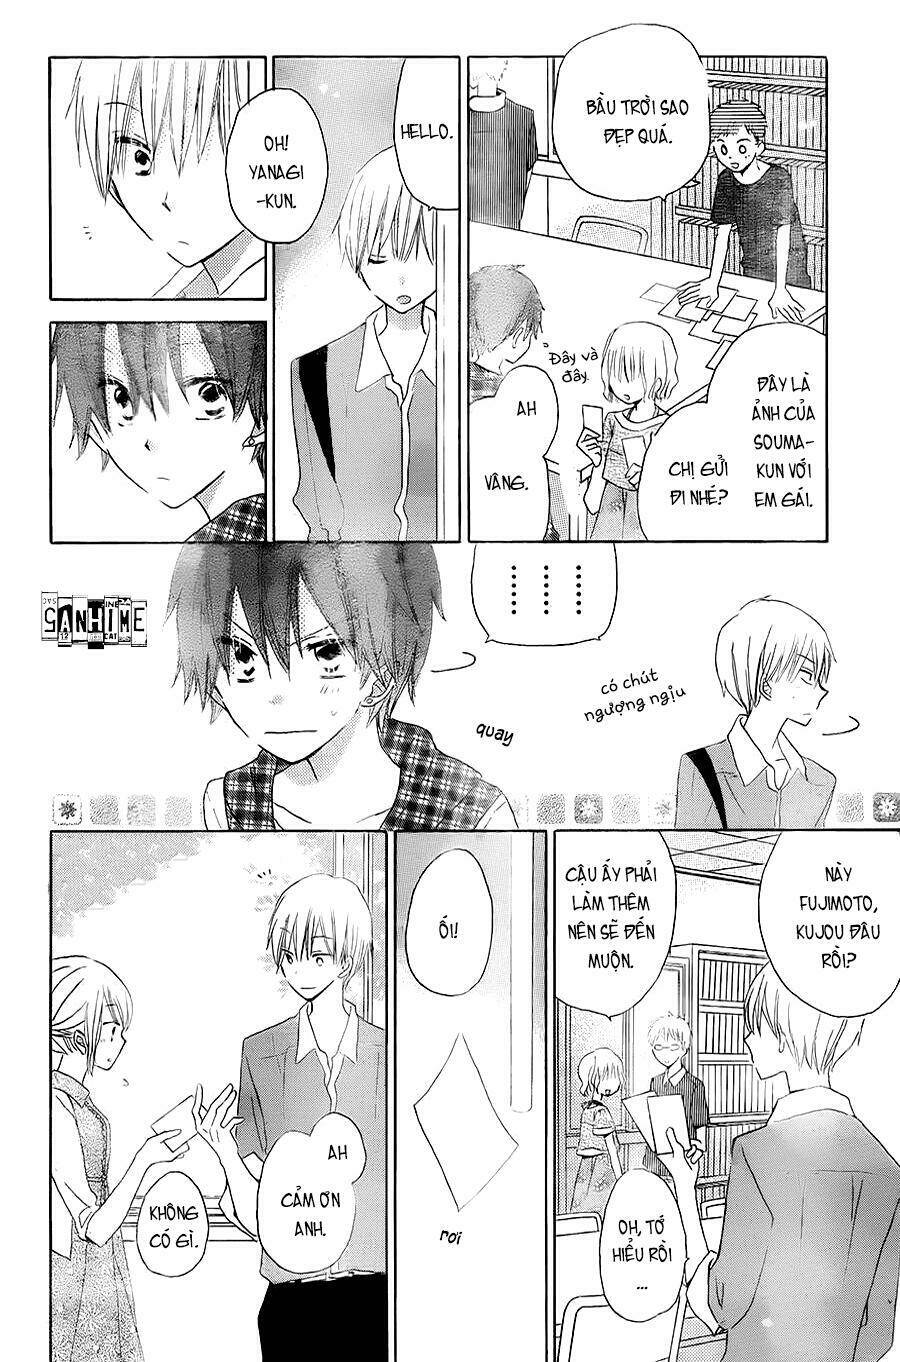 BẦU TRỜI SAO
ĐẸP QUÁ.
ĐÂY LÀ
ẢNH CỦA
SOUMA-
KUN VỚI
EM GÁI.
CHỊ GỬI
ĐI NHÉ?
Đây và
đây
AH
VÂNG.
HELLO.
OH!
YANAGI
-KUN.
có chút
ngượng ngịu
quay
SANHIME
NÀY
FUJIMOTO,
KUJOU ĐÂU
RỒI?
CẬU ẤY PHẢI
LÀM THÊM
NÊN SẼ ĐẾN
MUỘN.
OH, TỚ
HIỂU RỒI
...
ỐI!
rơi
AH
CẢM ƠN
ANH.
KHÔNG
CÓ GÌ.